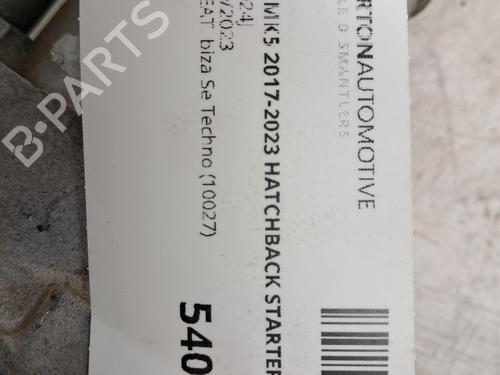 RTONAUTOMOTIVE
MK5 2017-2023 HATCHBACK STARTER
2023
biza Se Techno (10027)
540
B-PARTS